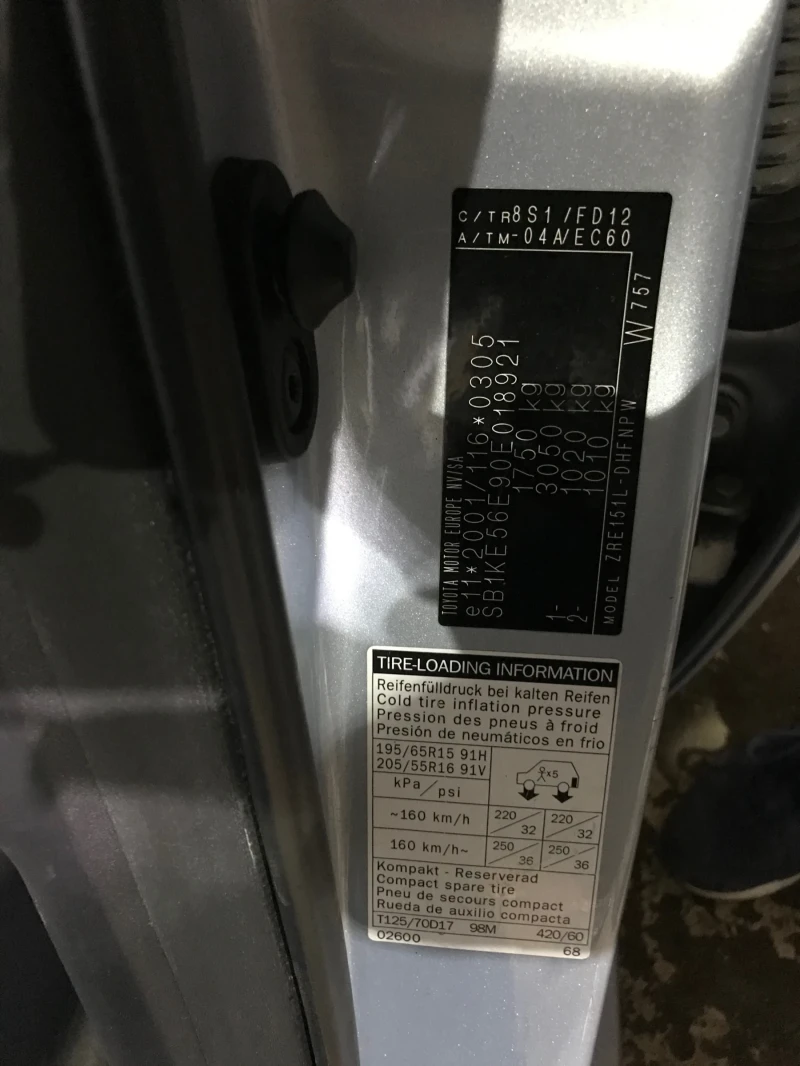 C/TR 8S1 /FD12
A/TM -04A/EC60
W 757
TOYOTA MOTOR EUROPE NV/SA
e11*2001/116*0305
SB1KE56E90E018921
1750 kg
3050 kg
1- 1020 kg
2- 1010 kg
MODEL ZRE151L-DHFNPW
TIRE-LOADING INFORMATION
Reifenfülldruck bei kalten Reifen
Cold tire inflation pressure
Pression des pneus à froid
Presión de neumáticos en frio
195/65R15 91H
205/55R16 91V
x5
kPa/psi
~160 km/h 220/32 220/32
160 km/h~ 250/36 250/36
Kompakt - Reserverad
Compact spare tire
Pneu de secours compact
Rueda de auxilio compacta
T125/70D17 98M 420/60
02600 68